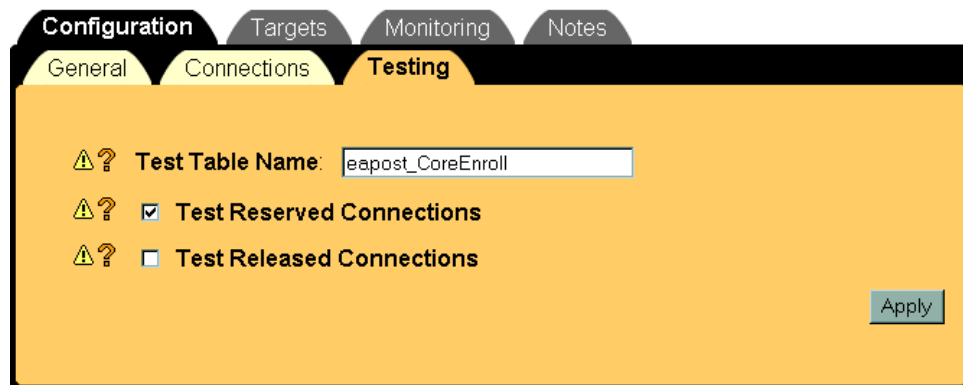 Configuration Targets Monitoring Notes
General Connections Testing
Test Table Name: eapost_CoreEnroll
Test Reserved Connections
Test Released Connections
Apply